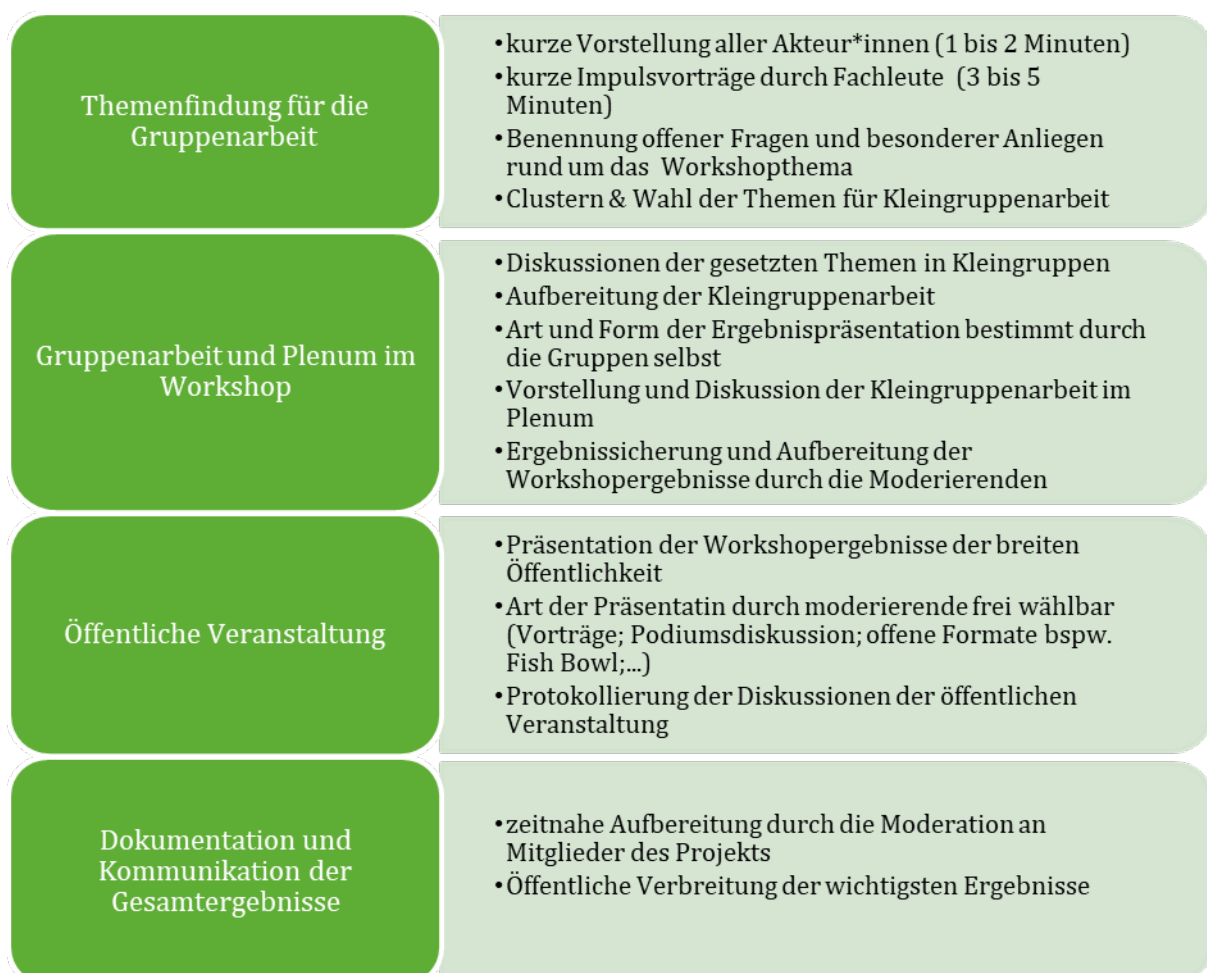 Themenfindung für die
Gruppenarbeit
•kurze Vorstellung aller Akteur*innen (1 bis 2 Minuten)
•kurze Impulsvorträge durch Fachleute (3 bis 5
Minuten)
•Benennung offener Fragen und besonderer Anliegen
rund um das Workshopthema
•Clustern & Wahl der Themen für Kleingruppenarbeit
Gruppenarbeit und Plenum im
Workshop
•Diskussionen der gesetzten Themen in Kleingruppen
•Aufbereitung der Kleingruppenarbeit
•Art und Form der Ergebnispräsentation bestimmt durch
die Gruppen selbst
•Vorstellung und Diskussion der Kleingruppenarbeit im
Plenum
•Ergebnissicherung und Aufbereitung der
Workshopergebnisse durch die Moderierenden
Öffentliche Veranstaltung
•Präsentation der Workshopergebnisse der breiten
Öffentlichkeit
•Art der Präsentatin durch moderierende frei wählbar
(Vorträge; Podiumsdiskussion; offene Formate bspw.
Fish Bowl;...)
•Protokollierung der Diskussionen der öffentlichen
Veranstaltung
Dokumentation und
Kommunikation der
Gesamtergebnisse
•zeitnahe Aufbereitung durch die Moderation an
Mitglieder des Projekts
•Öffentliche Verbreitung der wichtigsten Ergebnisse